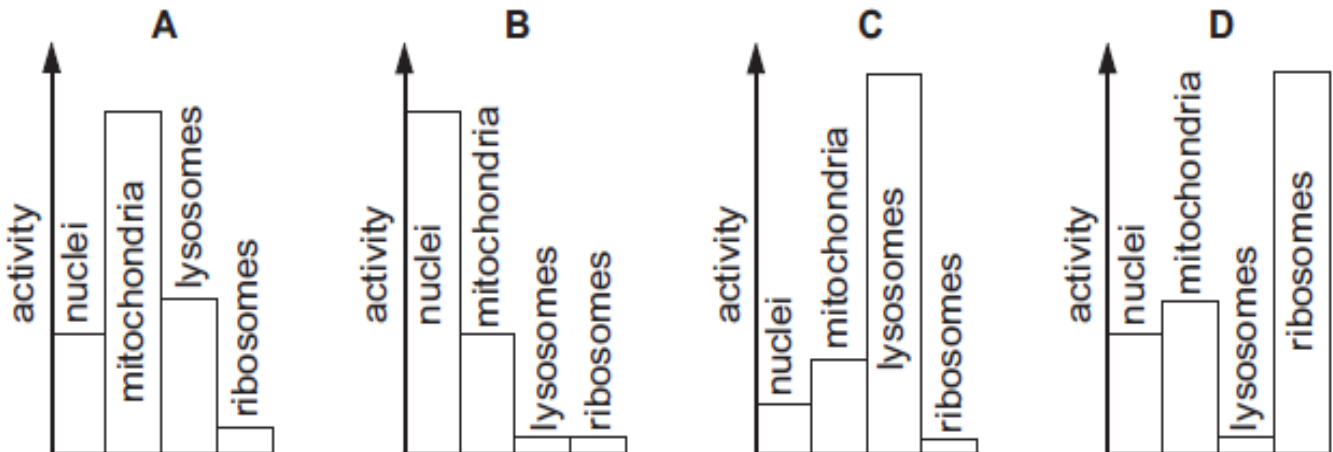 A
activity
nuclei
mitochondria
lysosomes
ribosomes
B
activity
nuclei
mitochondria
lysosomes
ribosomes
C
activity
nuclei
mitochondria
lysosomes
ribosomes
D
activity
nuclei
mitochondria
lysosomes
ribosomes